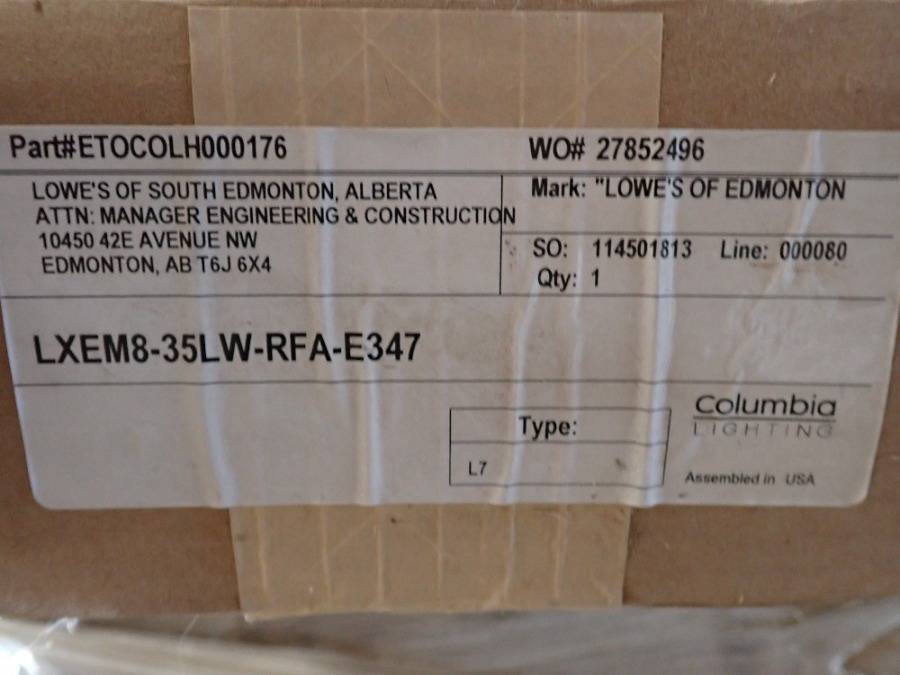 Part#ETOCOLH000176
WO# 27852496
LOWE'S OF SOUTH EDMONTON, ALBERTA
ATTN: MANAGER ENGINEERING & CONSTRUCTION
10450 42E AVENUE NW
EDMONTON, AB T6J 6X4
Mark: "LOWE'S OF EDMONTON
SO: 114501813 Line: 000080
Qty: 1
LXEM8-35LW-RFA-E347
Type:
L7
Columbia
LIGHTING
Assembled in USA